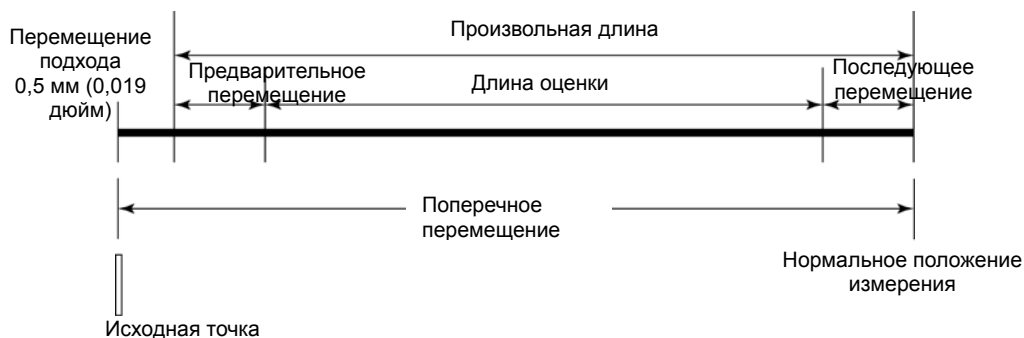 Перемещение
подхода
0,5 мм (0,019
дюйм)
Произвольная длина
Предварительное
перемещение
Длина оценки
Последующее
перемещение
Поперечное
перемещение
Нормальное положение
измерения
Исходная точка